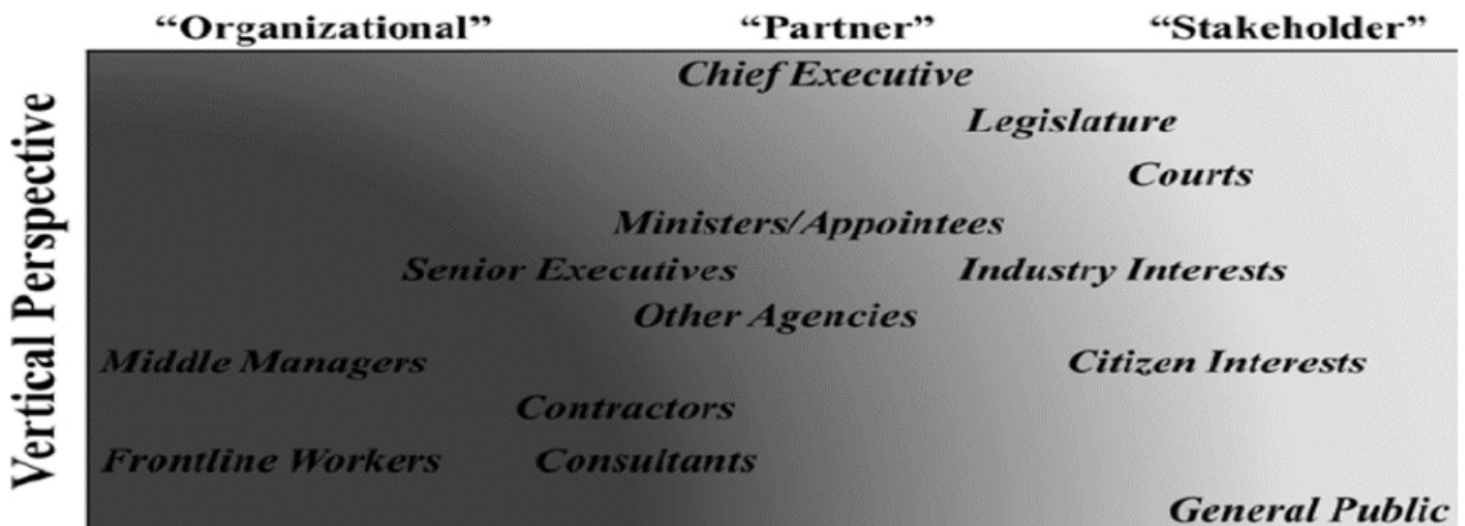 “Organizational” “Partner” “Stakeholder”
Vertical Perspective
Chief Executive
Legislature
Courts
Ministers/Appointees
Senior Executives Industry Interests
Other Agencies
Middle Managers Citizen Interests
Contractors
Frontline Workers Consultants
General Public